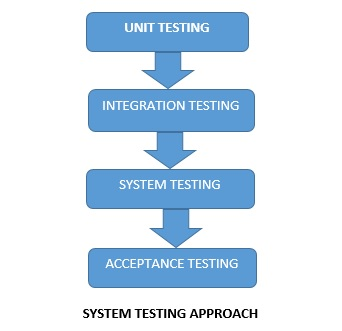 UNIT TESTING
INTEGRATION TESTING
SYSTEM TESTING
ACCEPTANCE TESTING
SYSTEM TESTING APPROACH